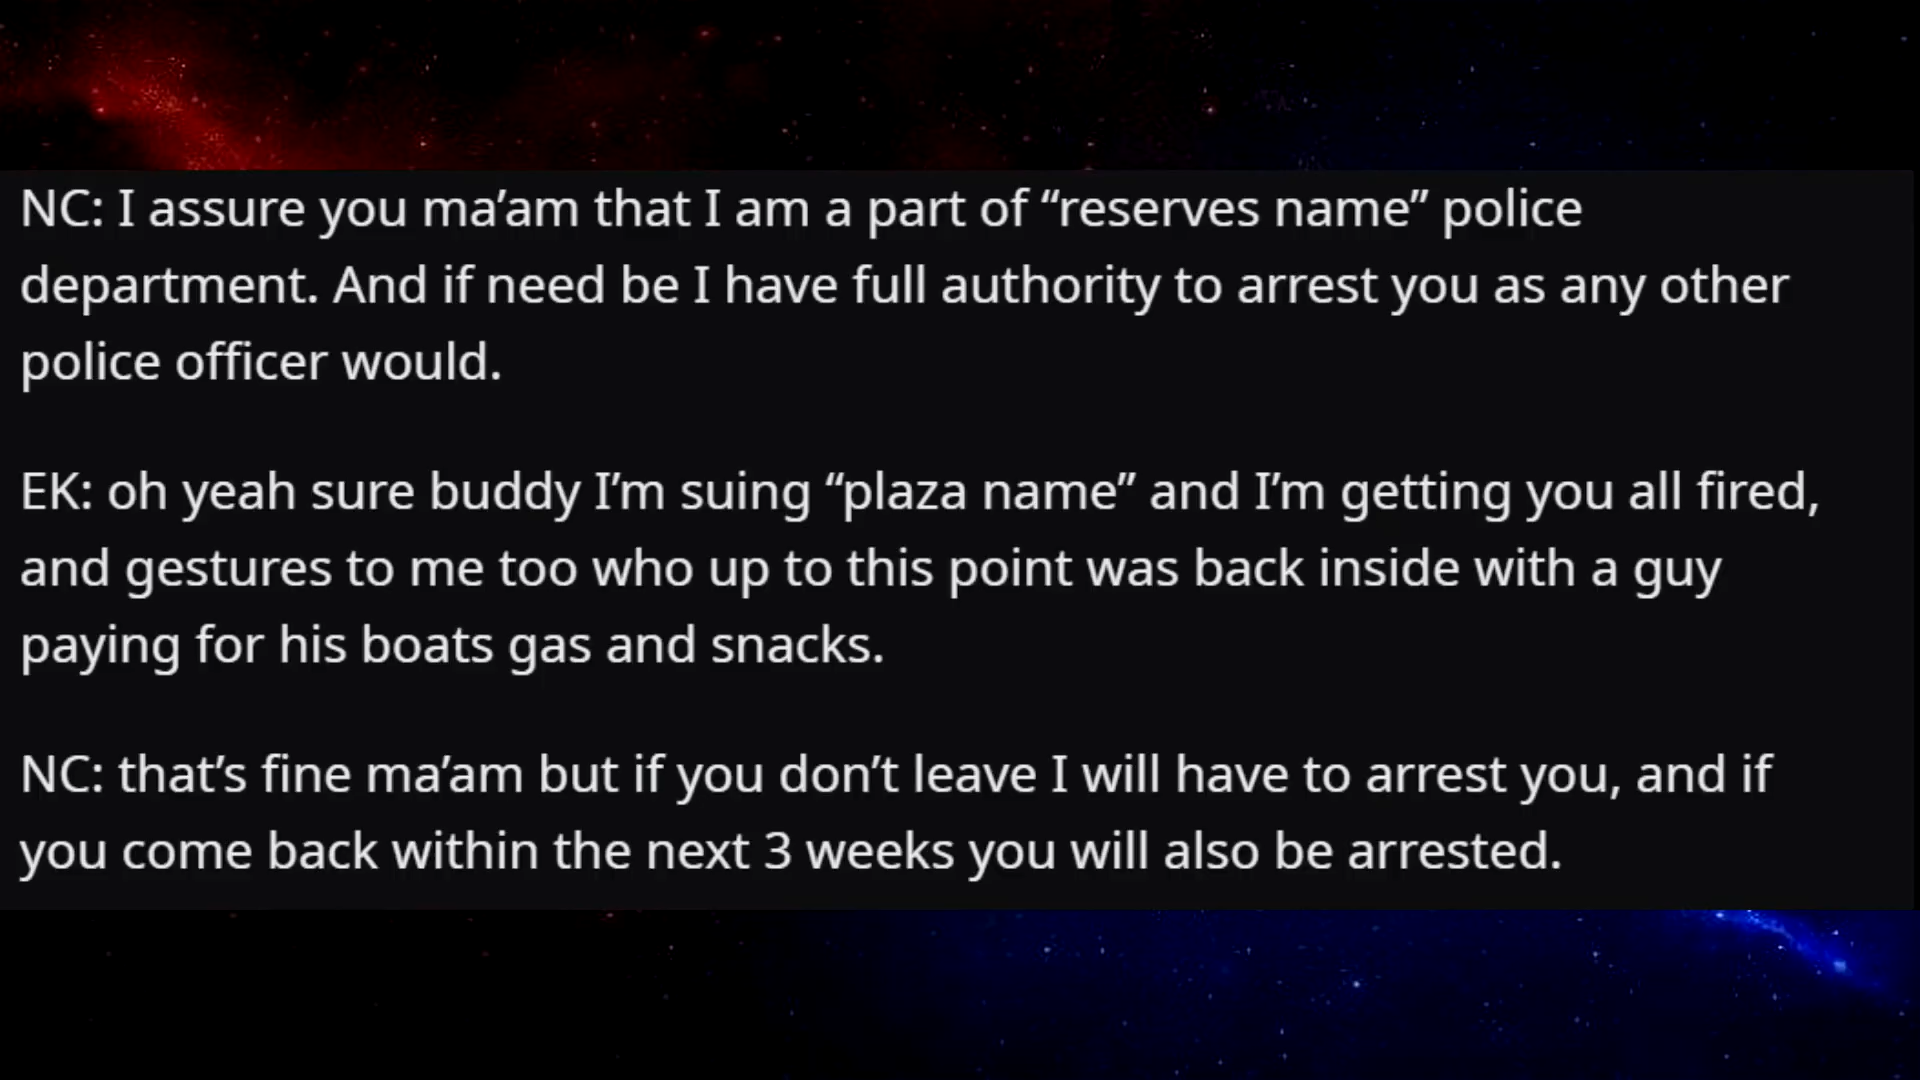 NC: I assure you ma’am that I am a part of “reserves name” police
department. And if need be I have full authority to arrest you as any other
police officer would.
EK: oh yeah sure buddy I’m suing “plaza name” and I’m getting you all fired,
and gestures to me too who up to this point was back inside with a guy
paying for his boats gas and snacks.
NC: that’s fine ma’am but if you don’t leave I will have to arrest you, and if
you come back within the next 3 weeks you will also be arrested.